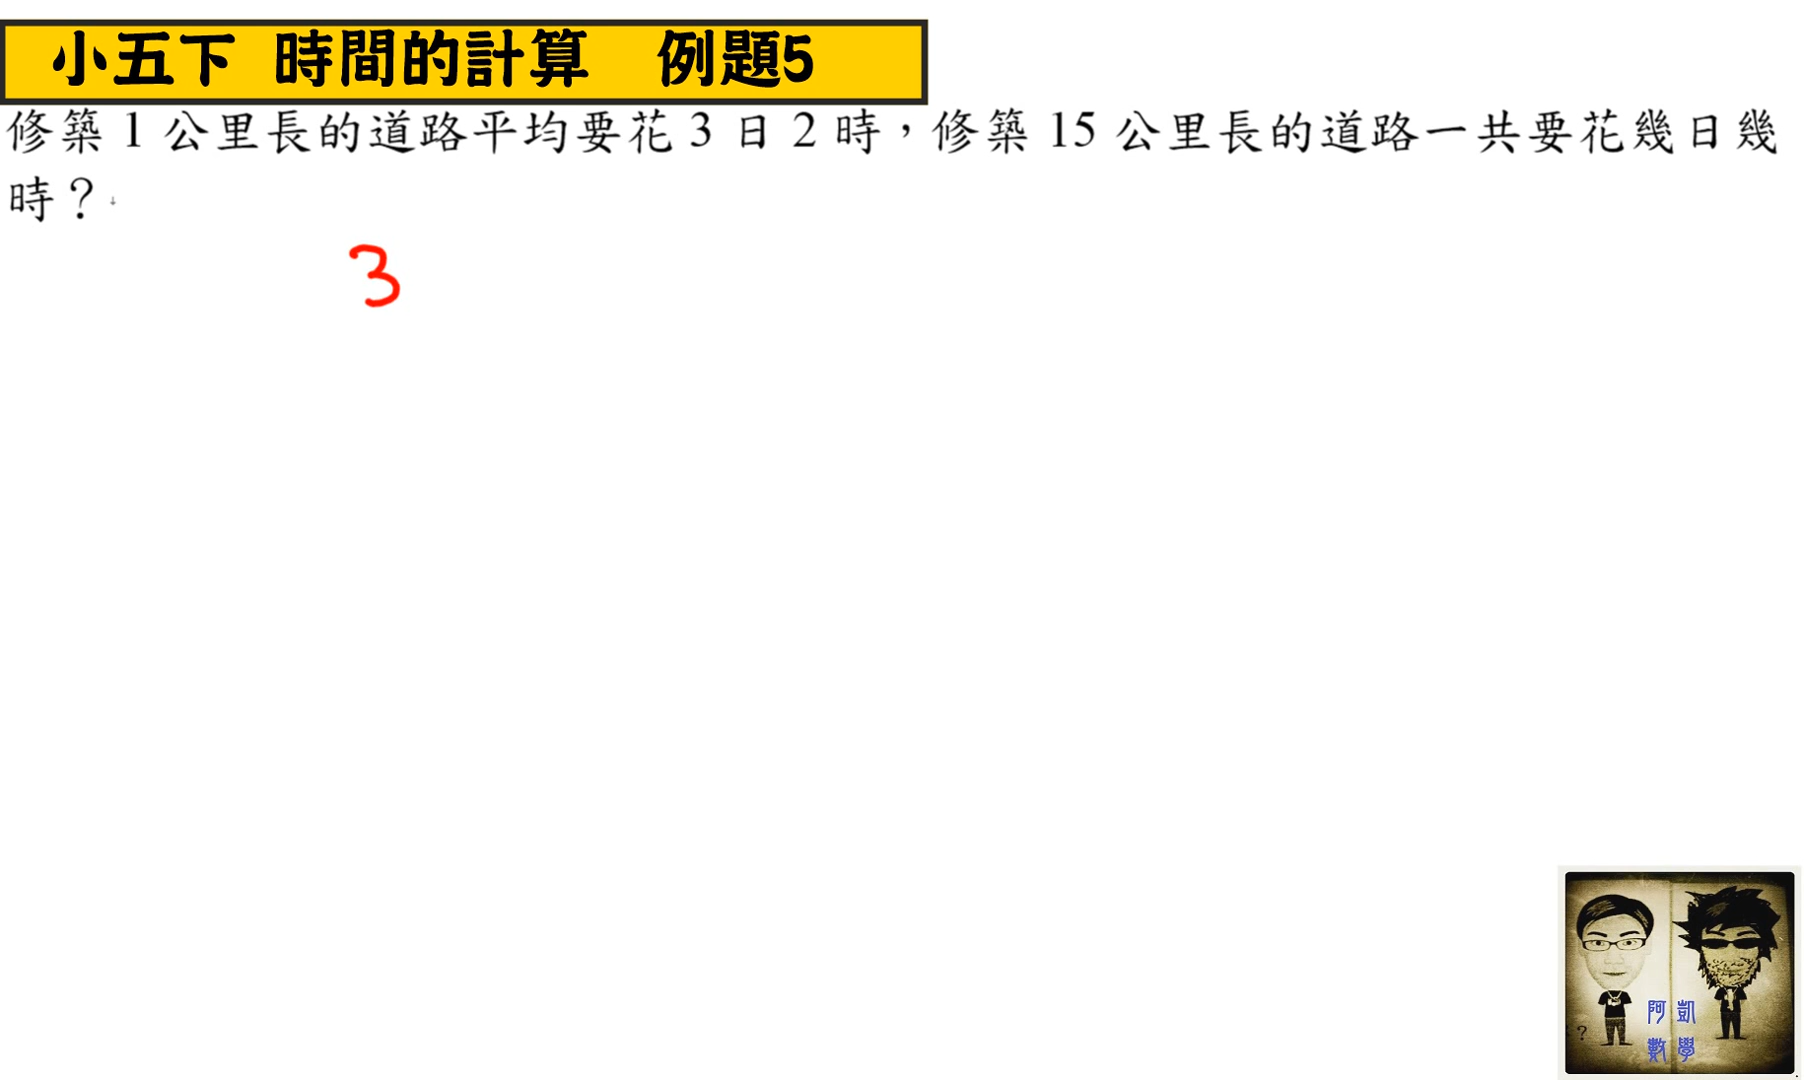 小五下 時間的計算 例題5
修築 1 公里長的道路平均要花 3 日 2 時，修築 15 公里長的道路一共要花幾日幾
時？
3
?
阿凱
數學